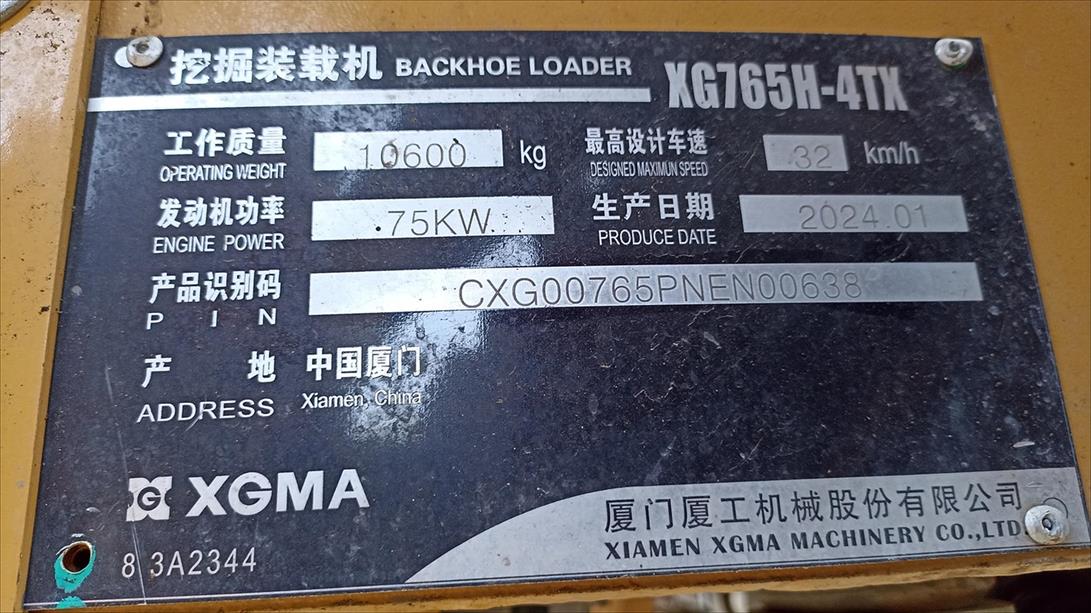 挖掘装载机 BACKHOE LOADER XG765H-4TX
工作质量 10600 kg 最高设计车速 32 km/h
OPERATING WEIGHT DESIGNED MAXIMUN SPEED
发动机功率 75KW 生产日期 2024.01
ENGINE POWER PRODUCE DATE
产品识别码 CXG00765PNEN00638
PIN
产地 中国厦门
ADDRESS Xiamen, China
G XGMA
厦门厦工机械股份有限公司
XIAMEN XGMA MACHINERY CO.,LTD.
8 3A2344